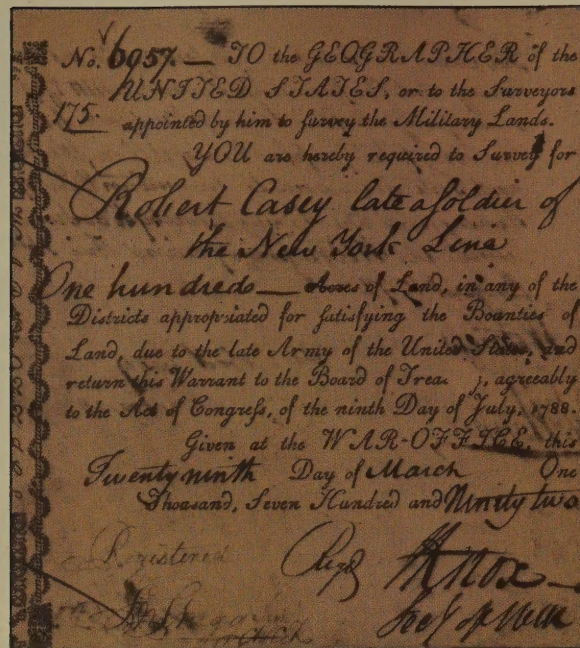 No. 6957.— TO the GEOGRAPHER of the
UNITED STATES, or to the Surveyors
175. appointed by him to survey the Military Lands.
YOU are hereby required to Survey for
Robert Casey late a Soldier of
the New York Line
One hundred — Acres of Land, in any of the
Districts appropriated for satisfying the Bounties of
Land, due to the late Army of the United States, and
return this Warrant to the Board of Trea ), agreeably
to the Act of Congress, of the ninth Day of July, 1788.
Given at the WAR-OFFICE, this
Twenty ninth Day of March One
Thousand, Seven Hundred and Ninety two
Registered
HKnox —
Secy of War